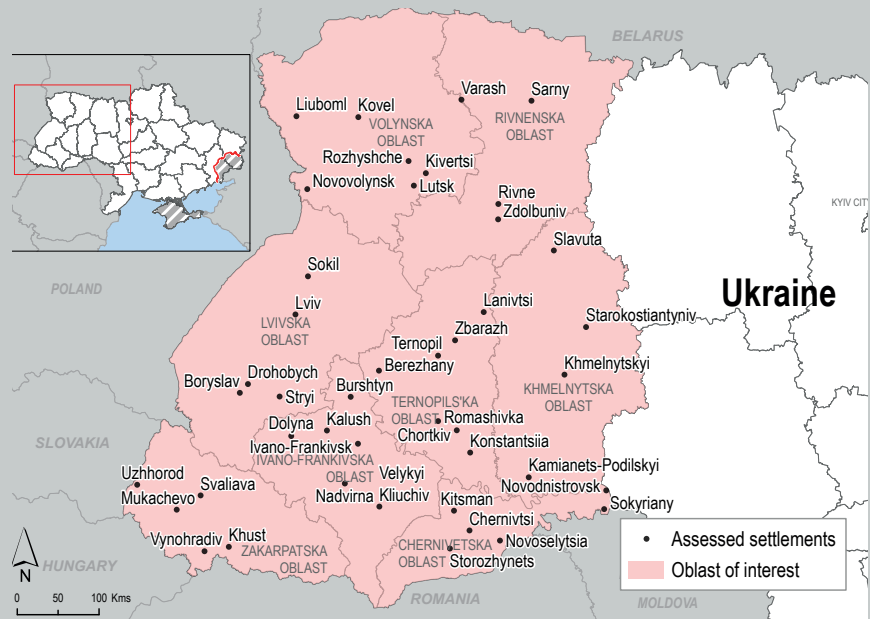 BELARUS
Varash
Sarny
Liuboml
Kovel
VOLYNSKA
OBLAST
RIVNENSKA
OBLAST
Rozhyshche
Kivertsi
Novovolynsk
Lutsk
Rivne
Zdolbuniv
KYIV CITY
Slavuta
Sokil
POLAND
Ukraine
Lviv
Lanivtsi
LVIVSKA
OBLAST
Starokostiantyniv
Zbarazh
Ternopil
Berezhany
Khmelnytskyi
Drohobych
Boryslav
Stryi
Burshtyn
KHMELNYTSKA
OBLAST
TERNOPILS'KA
OBLAST
Romashivka
Dolyna
Kalush
Chortkiv
SLOVAKIA
Ivano-Frankivsk
Konstantsiia
IVANO-FRANKIVSKA
OBLAST
Uzhhorod
Velykyi
Kliuchiv
Kamianets-Podilskyi
Svaliava
Mukachevo
Nadvirna
Novodnistrovsk
Kitsman
Sokyriany
Chernivtsi
Vynohradiv
Khust
Novoselytsia
ZAKARPATSKA
OBLAST
CHERNIVETSKA
OBLAST
Storozhynets
Assessed settlements
Oblast of interest
N
HUNGARY
ROMANIA
MOLDOVA
0 50 100 Kms